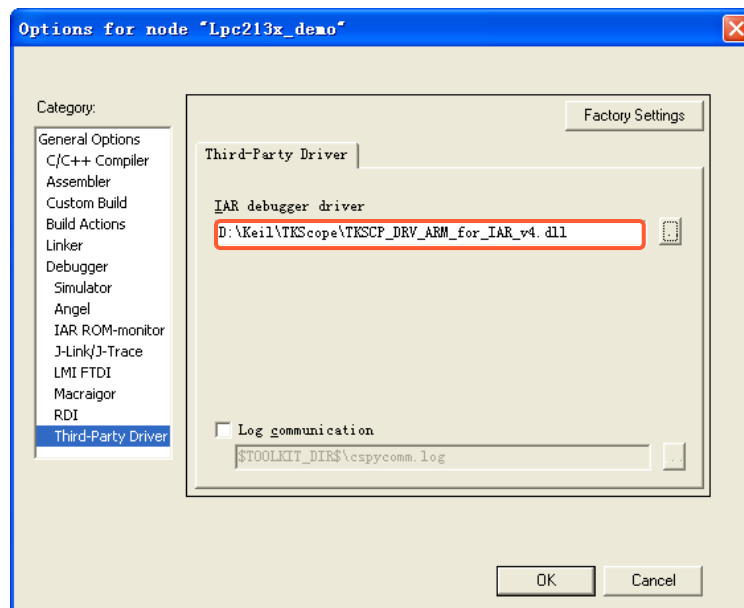 Options for node "Lpc213x_demo"
Category:
Factory Settings
General Options
C/C++ Compiler
Assembler
Custom Build
Build Actions
Linker
Debugger
Simulator
Angel
IAR ROM-monitor
J-Link/J-Trace
LMI FTDI
Macraigor
RDI
Third-Party Driver
Third-Party Driver
IAR debugger driver
D:\Keil\TKScope\TKSCP_DRV_ARM_for_IAR_v4.dll
Log communication
$TOOLKIT_DIR$\cspycomm.log
OK
Cancel